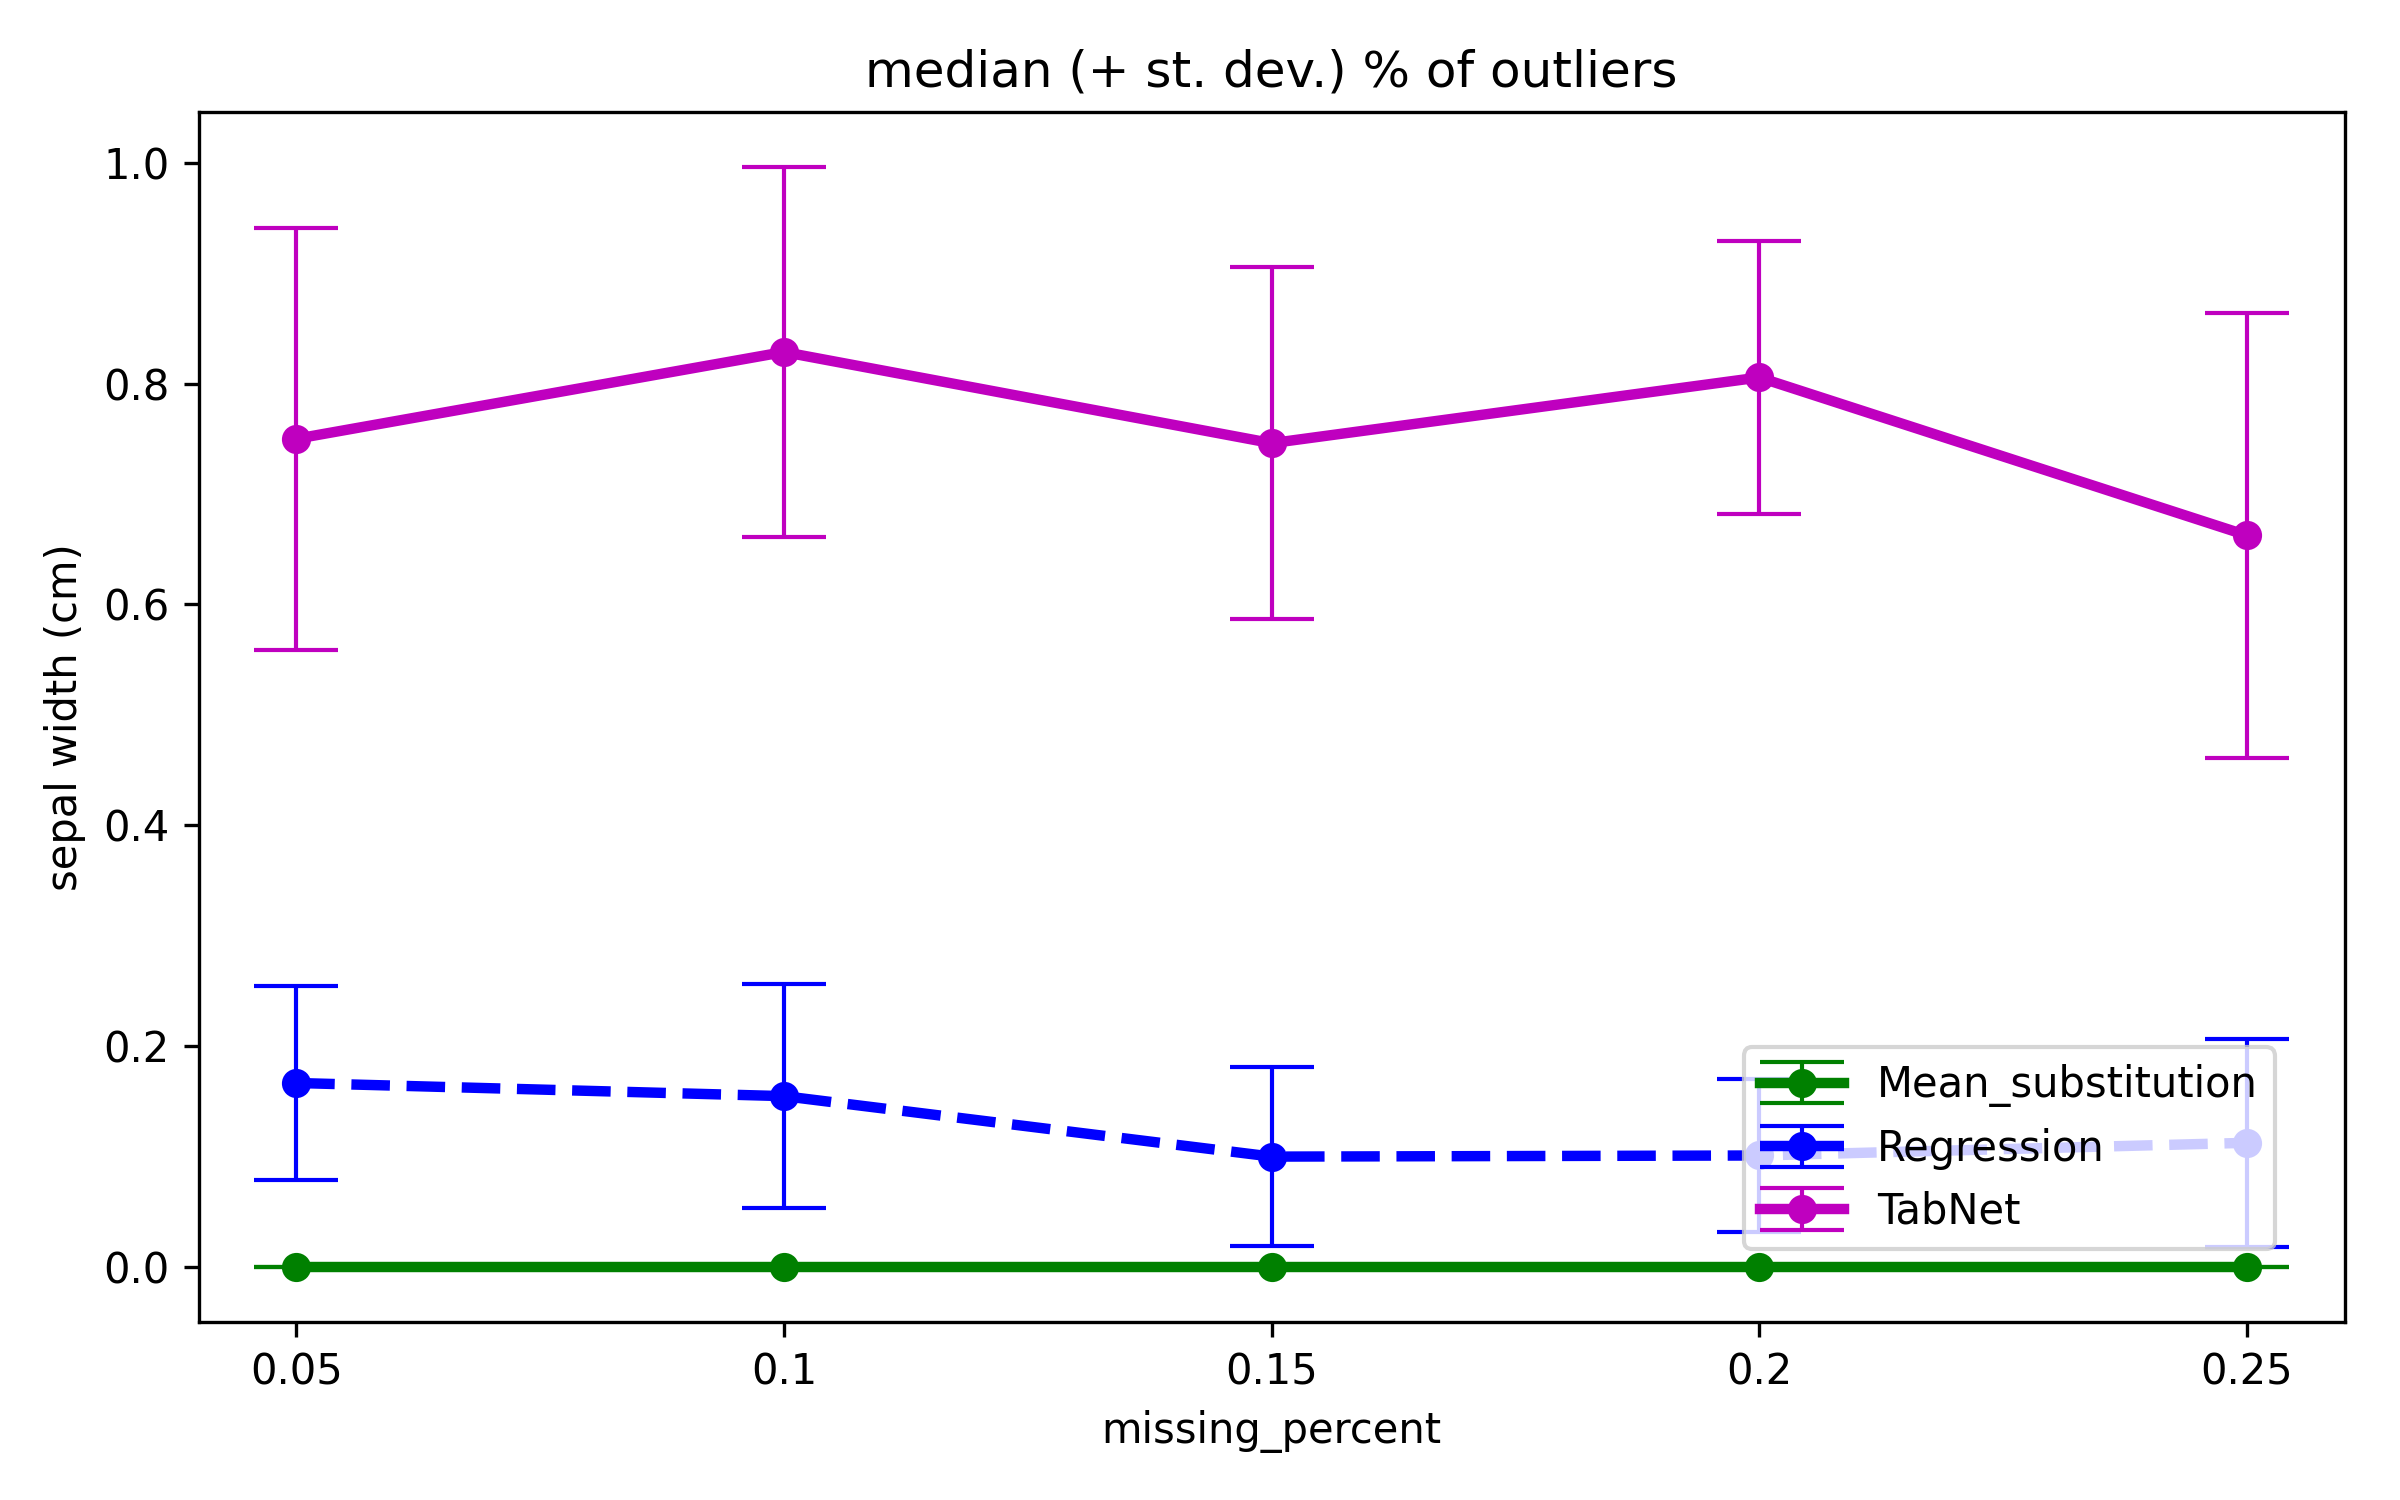 median (+ st. dev.) % of outliers
sepal width (cm)
1.0
0.8
0.6
0.4
0.2
0.0
Mean_substitution
Regression
TabNet
0.05 0.1 0.15 0.2 0.25
missing_percent